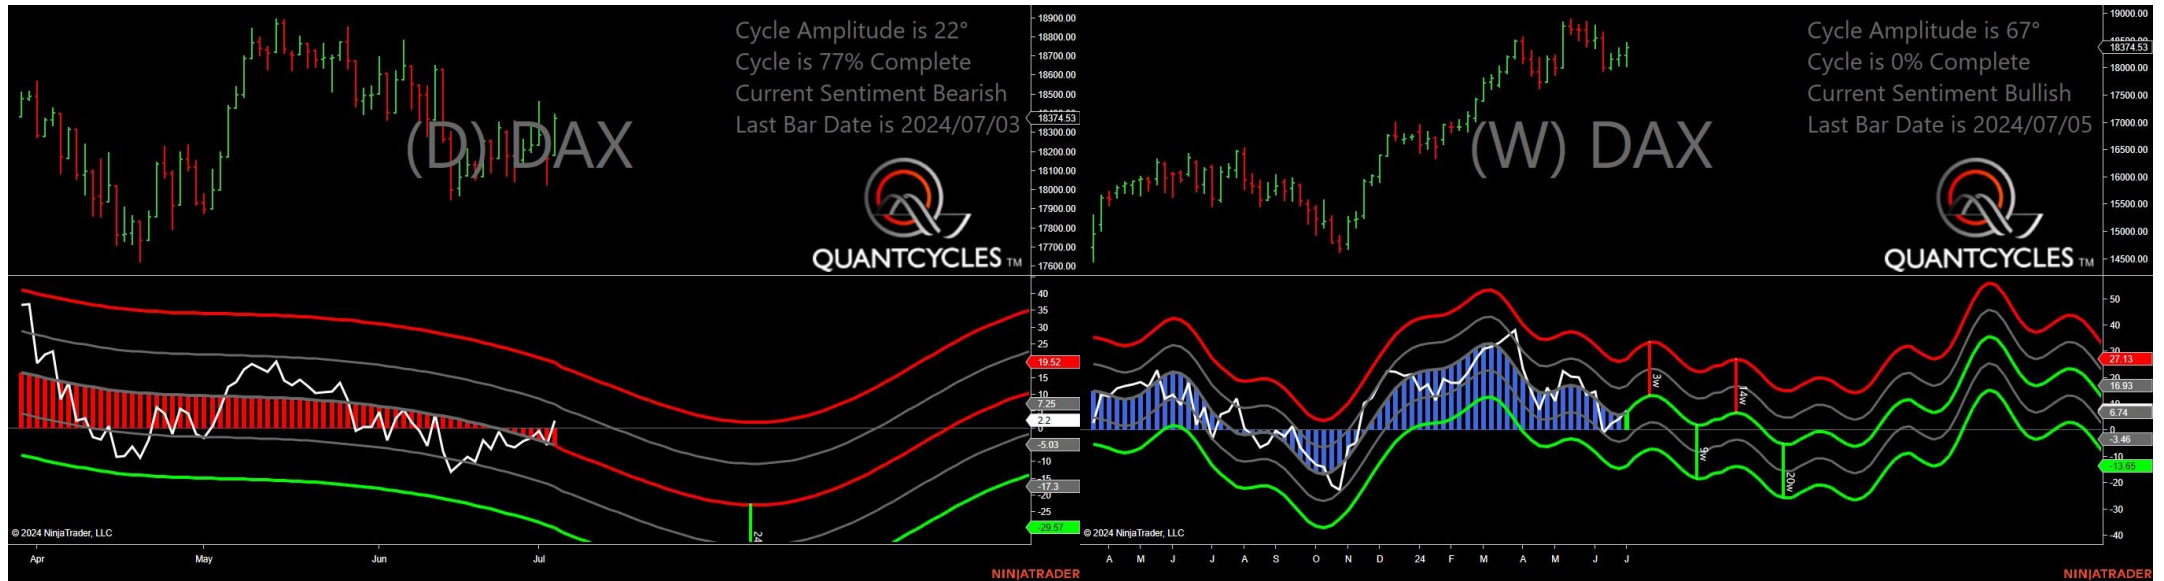 Cycle Amplitude is 22°
Cycle is 77% Complete
Current Sentiment Bearish
Last Bar Date is 2024/07/03
(D) DAX
QUANTCYCLES TM
18900.00
18800.00
18700.00
18600.00
18500.00
18374.53
18300.00
18200.00
18100.00
18000.00
17900.00
17800.00
17700.00
17600.00
40
35
30
25
19.52
15
10
7.25
2.2
0
-5.03
-10
-15
-17.3
-20
-25
-29.57
24
© 2024 NinjaTrader, LLC
Apr May Jun Jul
NINJATRADER
Cycle Amplitude is 67°
Cycle is 0% Complete
Current Sentiment Bullish
Last Bar Date is 2024/07/05
(W) DAX
QUANTCYCLES TM
19000.00
18374.53
18000.00
17500.00
17000.00
16500.00
16000.00
15500.00
15000.00
14500.00
50
40
30
27.13
20
16.93
10
6.74
0
-3.46
-10
-13.65
-20
-30
-40
3w
9w
14w
20w
© 2024 NinjaTrader, LLC
A M J J A S O N D 24 F M A M J J
NINJATRADER